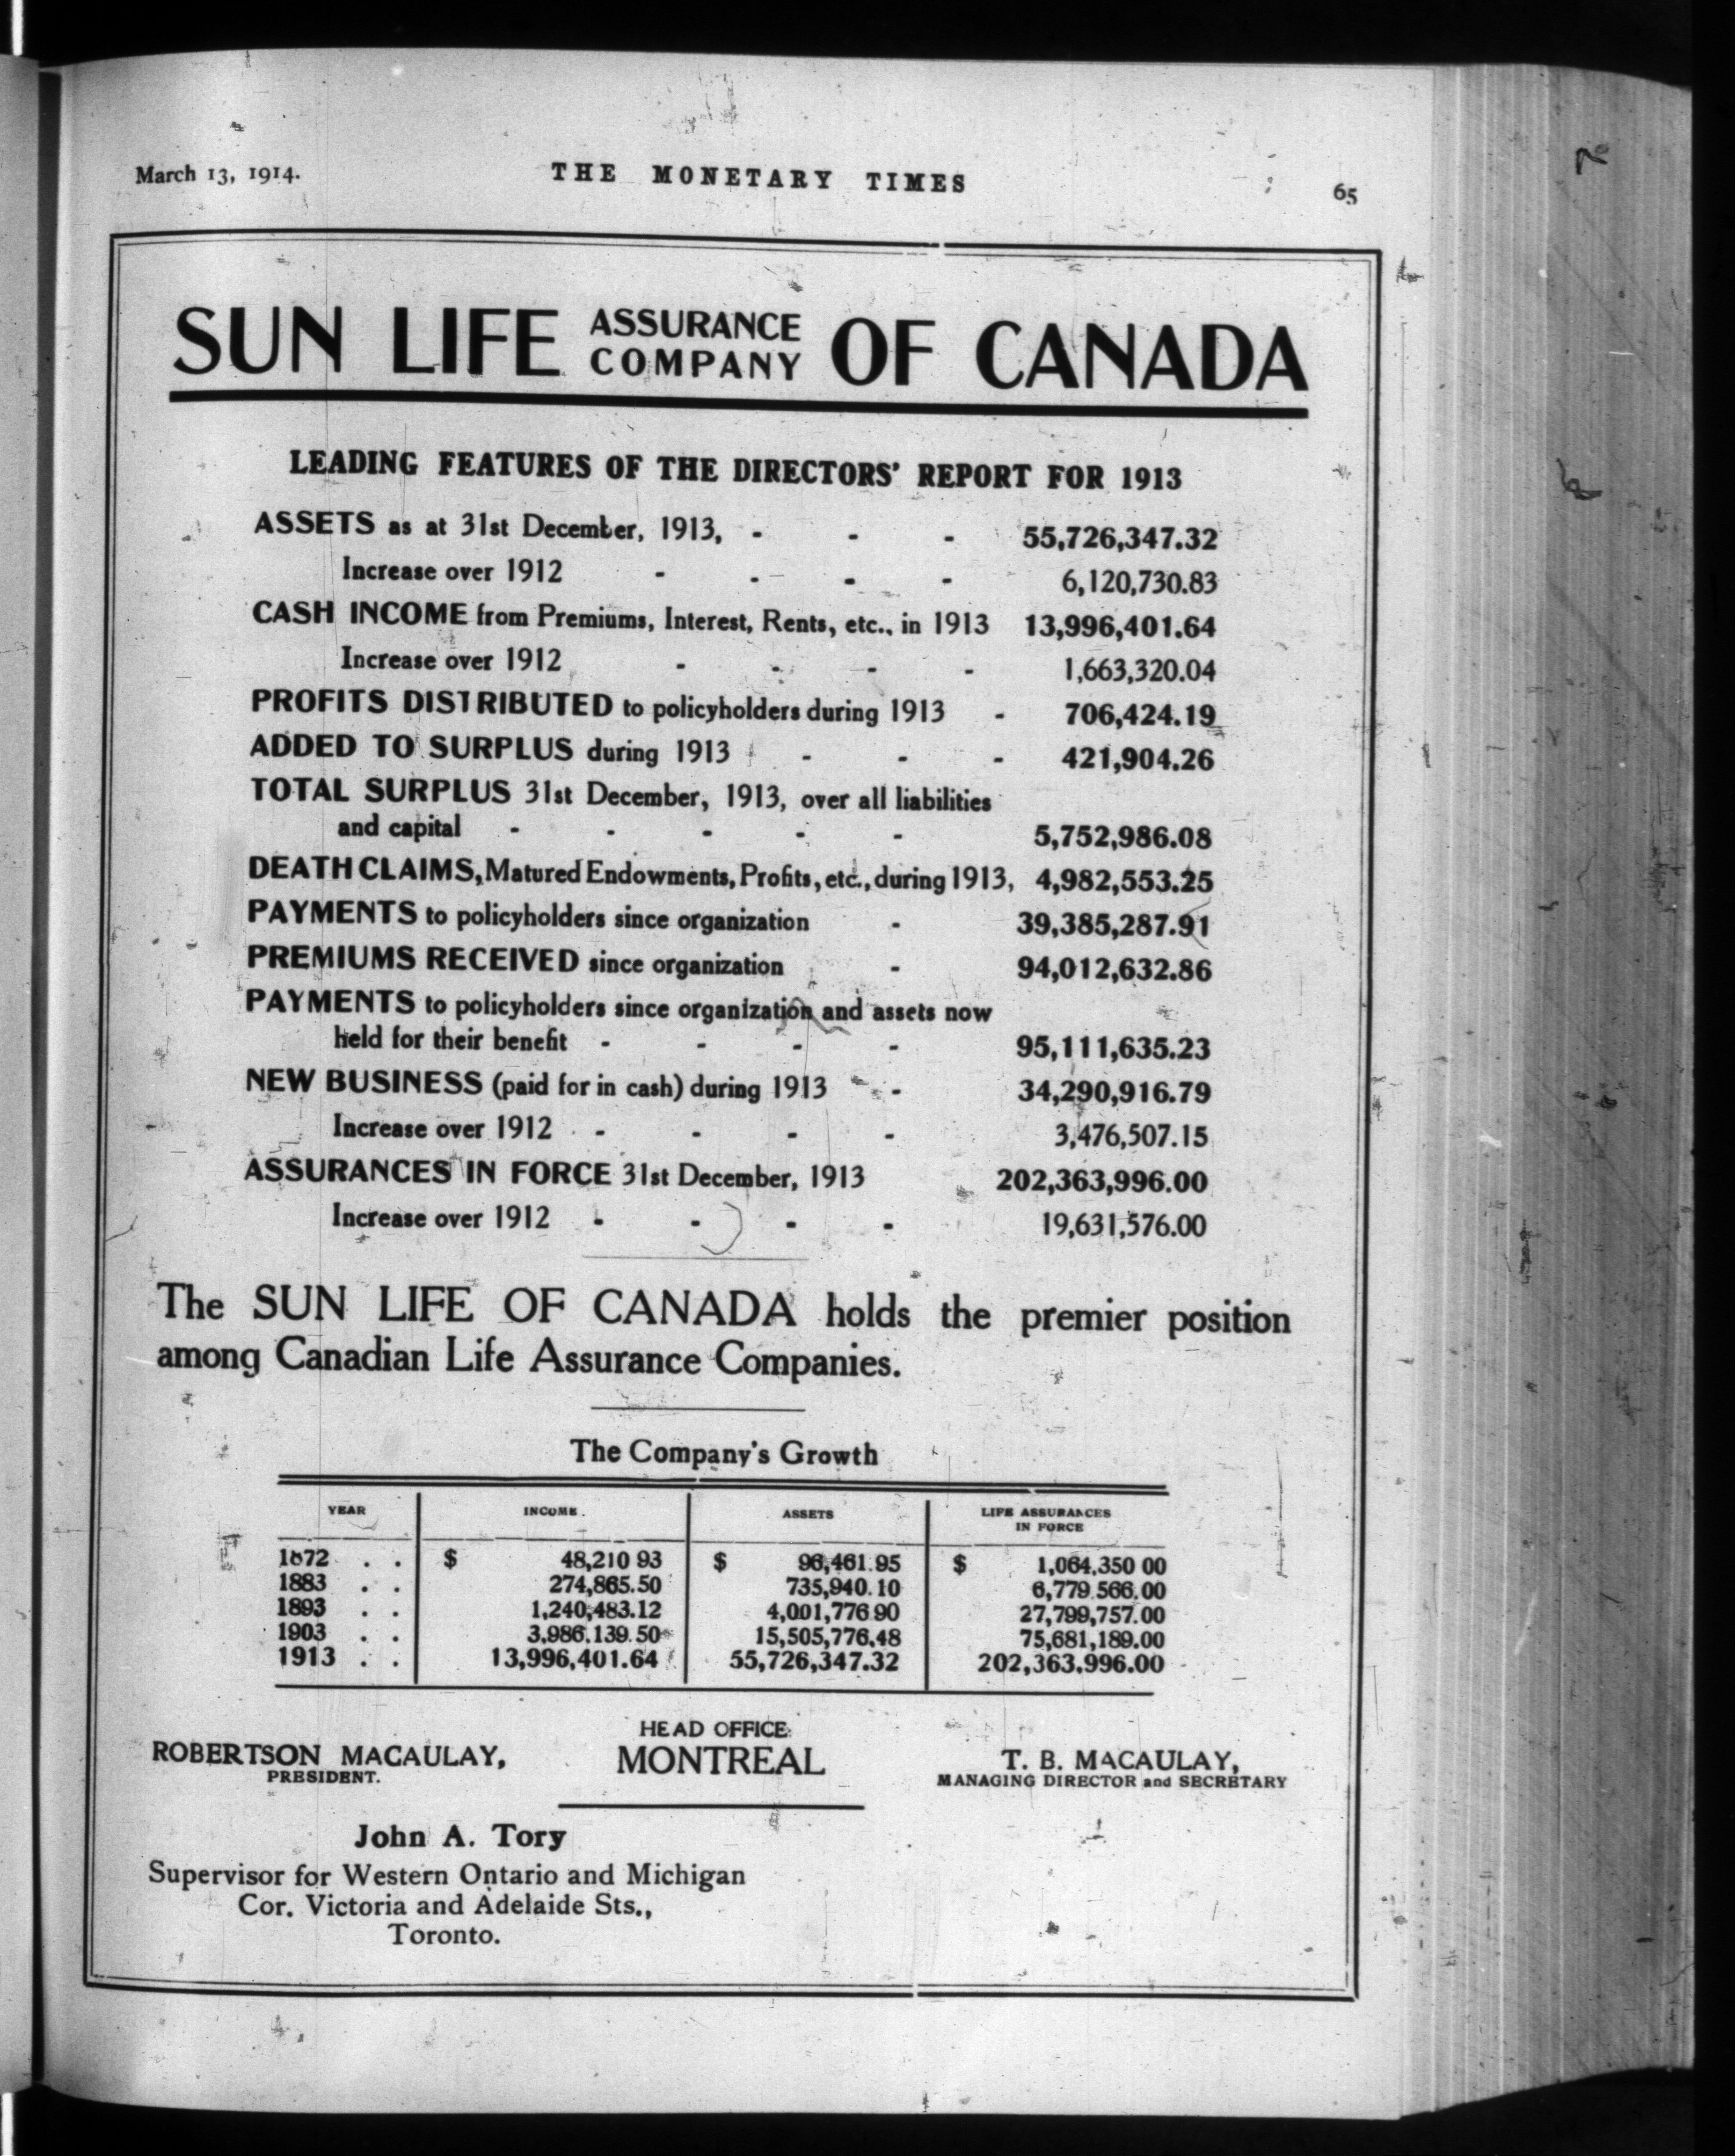 March 13, 1914.
THE MONETARY TIMES
65
SUN LIFE ASSURANCE COMPANY OF CANADA
LEADING FEATURES OF THE DIRECTORS' REPORT FOR 1913
ASSETS as at 31st December, 1913, - - - 55,726,347.32
Increase over 1912 - - - - 6,120,730.83
CASH INCOME from Premiums, Interest, Rents, etc., in 1913 13,996,401.64
Increase over 1912 - - - - 1,663,320.04
PROFITS DISTRIBUTED to policyholders during 1913 - 706,424.19
ADDED TO SURPLUS during 1913 - - - 421,904.26
TOTAL SURPLUS 31st December, 1913, over all liabilities
and capital - - - - - 5,752,986.08
DEATH CLAIMS, Matured Endowments, Profits, etc., during 1913, 4,982,553.25
PAYMENTS to policyholders since organization - 39,385,287.91
PREMIUMS RECEIVED since organization - 94,012,632.86
PAYMENTS to policyholders since organization and assets now
held for their benefit - - - - 95,111,635.23
NEW BUSINESS (paid for in cash) during 1913 - - 34,290,916.79
Increase over 1912 - - - - 3,476,507.15
ASSURANCES IN FORCE 31st December, 1913 202,363,996.00
Increase over 1912 - - - - 19,631,576.00
The SUN LIFE OF CANADA holds the premier position
among Canadian Life Assurance Companies.
The Company's Growth
YEAR INCOME ASSETS LIFE ASSURANCES
IN FORCE
1872 . . $ 48,210 93 $ 96,461.95 $ 1,064,350 00
1883 . . 274,865.50 735,940.10 6,779.566.00
1893 . . 1,240,483.12 4,001,776 90 27,799,757.00
1903 . . 3,986.139.50 15,505,776.48 75,681,189.00
1913 . . 13,996,401.64 55,726,347.32 202,363.996.00
ROBERTSON MACAULAY,
PRESIDENT.
HEAD OFFICE:
MONTREAL
T. B. MACAULAY,
MANAGING DIRECTOR and SECRETARY
John A. Tory
Supervisor for Western Ontario and Michigan
Cor. Victoria and Adelaide Sts.,
Toronto.